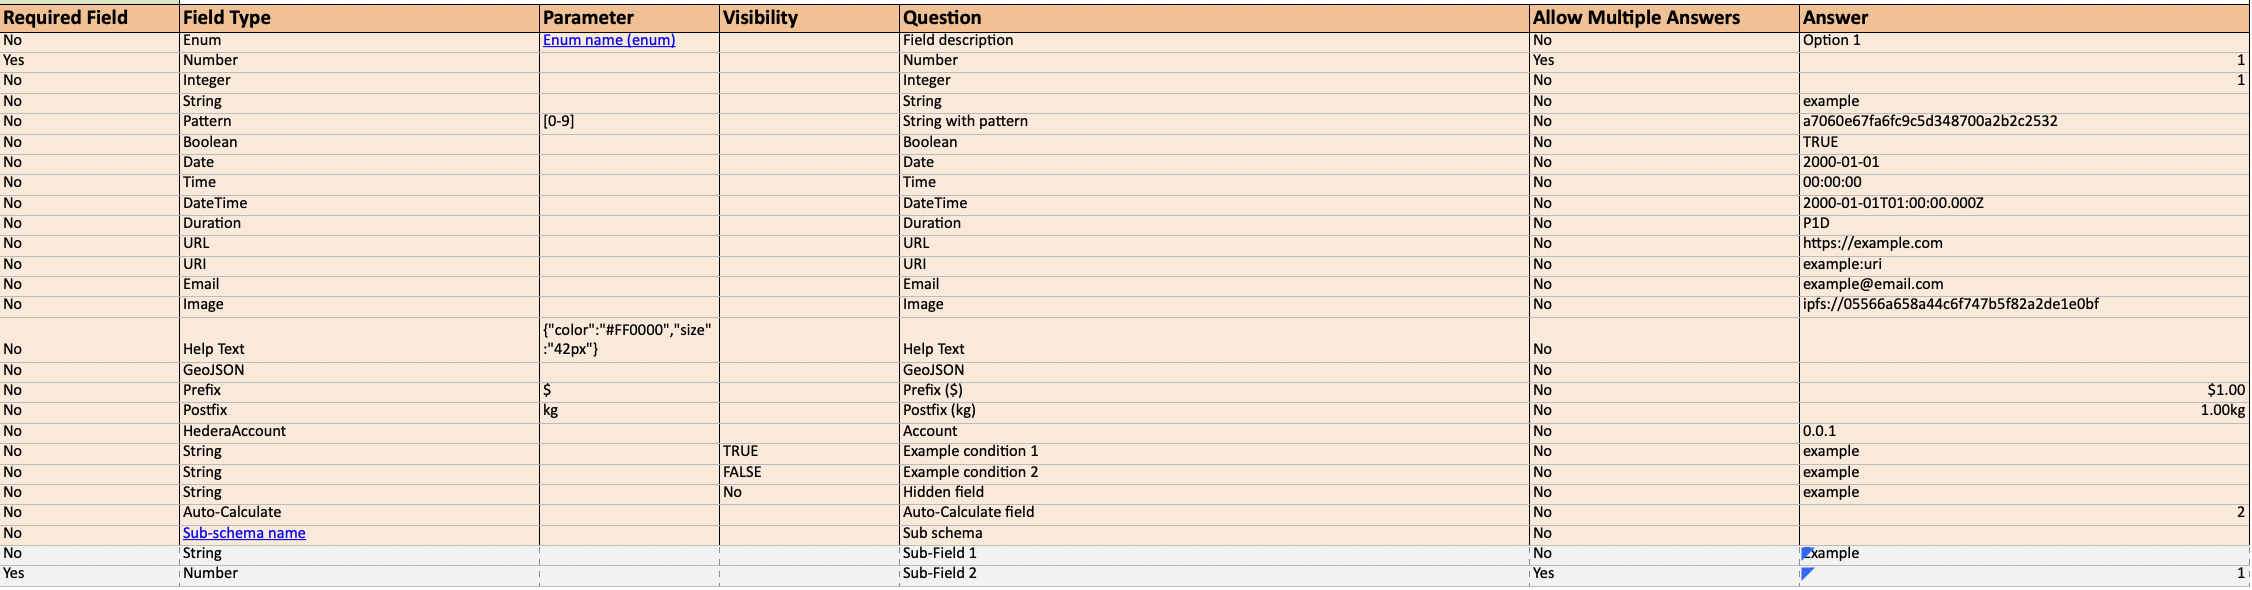 Required Field Field Type Parameter Visibility Question Allow Multiple Answers Answer
No Enum Enum name (enum) Field description No Option 1
Yes Number Number Yes 1
No Integer Integer No 1
No String String No example
No Pattern [0-9] String with pattern No a7060e67fa6fc9c5d348700a2b2c2532
No Boolean Boolean No TRUE
No Date Date No 2000-01-01
No Time Time No 00:00:00
No DateTime DateTime No 2000-01-01T01:00:00.000Z
No Duration Duration No P1D
No URL URL No https://example.com
No URI URI No example:uri
No Email Email No example@email.com
No Image Image No ipfs://05566a658a44c6f747b5f82a2de1e0bf
{"color":"#FF0000","size"
No Help Text :"42px"} Help Text No
No GeoJSON GeoJSON No
No Prefix $ Prefix ($) No $1.00
No Postfix kg Postfix (kg) No 1.00kg
No HederaAccount Account No 0.0.1
No String TRUE Example condition 1 No example
No String FALSE Example condition 2 No example
No String No Hidden field No example
No Auto-Calculate Auto-Calculate field No 2
No Sub-schema name Sub schema No
No String Sub-Field 1 No Example
Yes Number Sub-Field 2 Yes 1